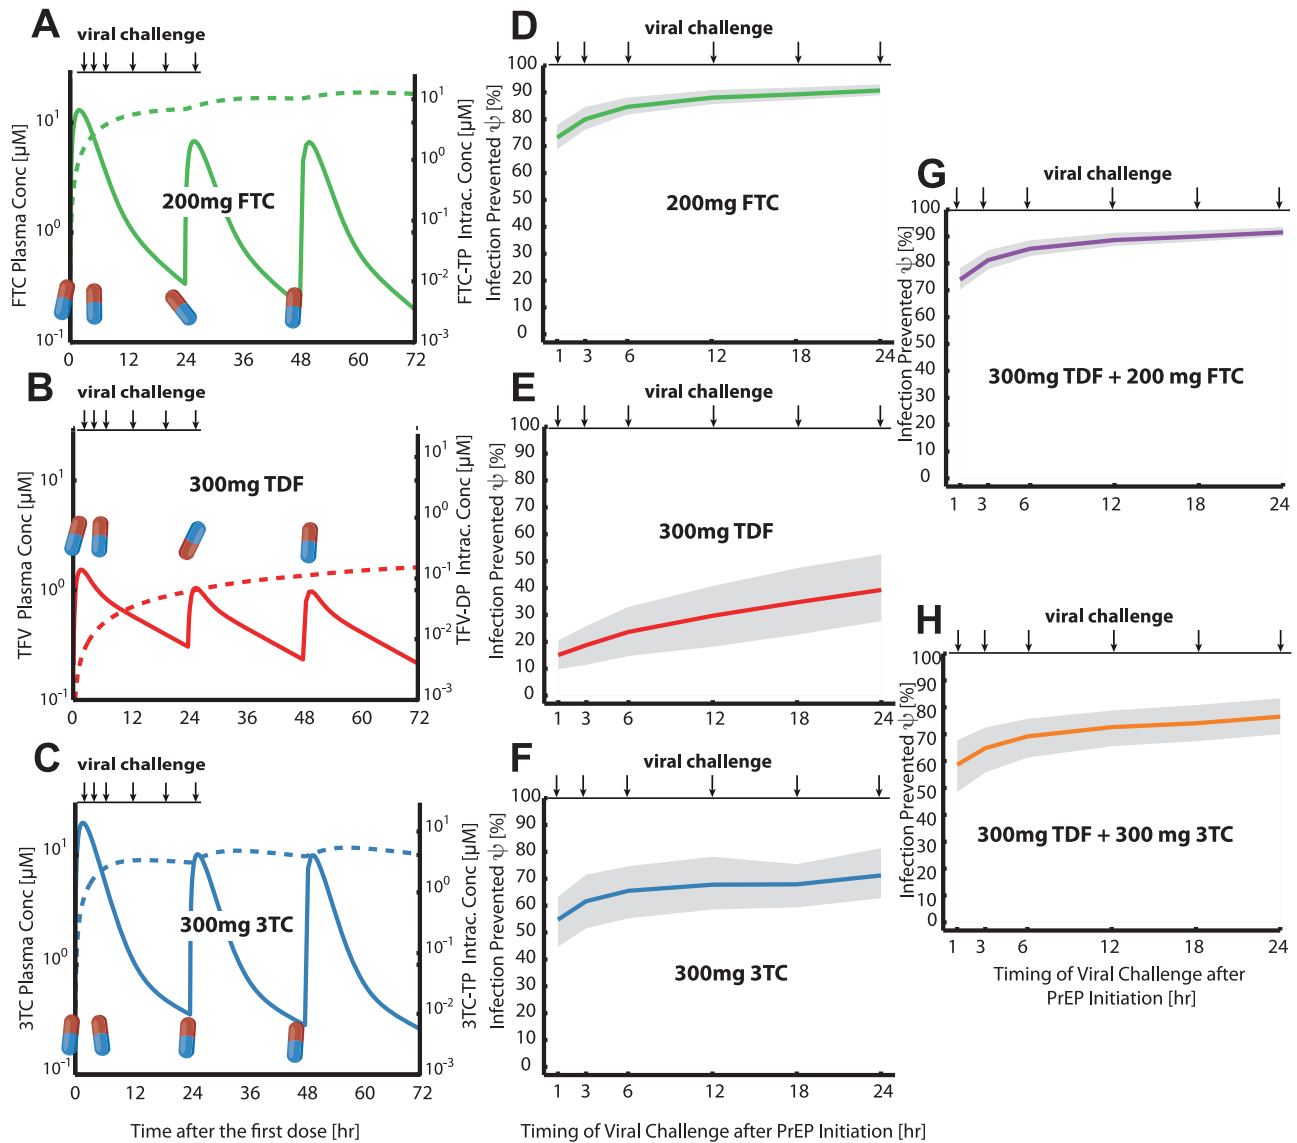 A
viral challenge
FTC Plasma Conc [µM]
10¹
10⁰
10⁻¹
200mg FTC
10¹
10⁰
10⁻¹
10⁻²
10⁻³
FTC-TP Intrac. Conc [µM]
0 12 24 36 48 60 72
B
viral challenge
TFV Plasma Conc [µM]
10¹
10⁰
10⁻¹
300mg TDF
10¹
10⁰
10⁻¹
10⁻²
10⁻³
TFV-DP Intrac. Conc [µM]
0 12 24 36 48 60 72
C
viral challenge
3TC Plasma Conc [µM]
10¹
10⁰
10⁻¹
300mg 3TC
10¹
10⁰
10⁻¹
10⁻²
10⁻³
3TC-TP Intrac. Conc [µM]
0 12 24 36 48 60 72
Time after the first dose [hr]
D
viral challenge
Infection Prevented ψ [%]
100
90
80
70
60
50
40
30
20
10
0
200mg FTC
1 3 6 12 18 24
E
viral challenge
Infection Prevented ψ [%]
100
90
80
70
60
50
40
30
20
10
0
300mg TDF
1 3 6 12 18 24
F
viral challenge
Infection Prevented ψ [%]
100
90
80
70
60
50
40
30
20
10
0
300mg 3TC
1 3 6 12 18 24
Timing of Viral Challenge after PrEP Initiation [hr]
G
viral challenge
Infection Prevented ψ [%]
100
90
80
70
60
50
40
30
20
10
0
300mg TDF + 200 mg FTC
1 3 6 12 18 24
H
viral challenge
Infection Prevented ψ [%]
100
90
80
70
60
50
40
30
20
10
0
300mg TDF + 300 mg 3TC
1 3 6 12 18 24
Timing of Viral Challenge after
PrEP Initiation [hr]